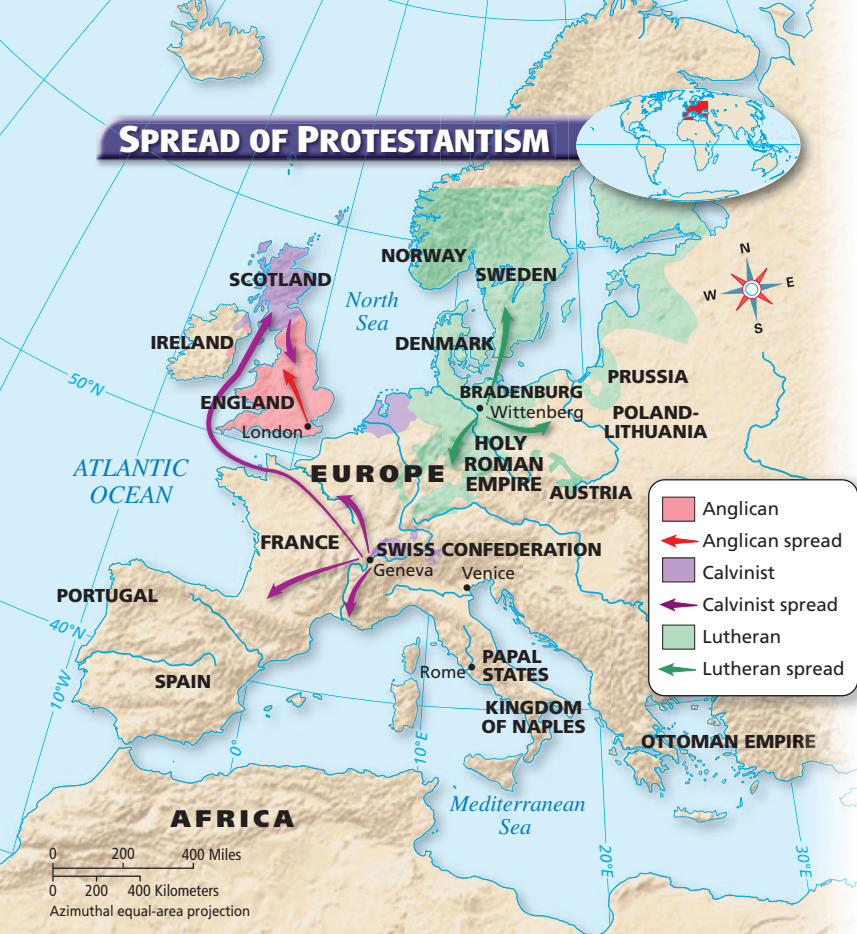 SPREAD OF PROTESTANTISM
N
W
E
S
NORWAY
SWEDEN
SCOTLAND
North
Sea
IRELAND
DENMARK
50°N
ENGLAND
London
BRADENBURG
Wittenberg
PRUSSIA
POLAND-
LITHUANIA
ATLANTIC
OCEAN
EUROPE
HOLY
ROMAN
EMPIRE
AUSTRIA
FRANCE
SWISS CONFEDERATION
Geneva
Venice
Anglican
Anglican spread
Calvinist
Calvinist spread
Lutheran
Lutheran spread
PORTUGAL
40°N
10°W
SPAIN
Rome
PAPAL
STATES
KINGDOM
OF NAPLES
OTTOMAN EMPIRE
0°
10°E
Mediterranean
Sea
20°E
30°E
AFRICA
0 200 400 Miles
0 200 400 Kilometers
Azimuthal equal-area projection